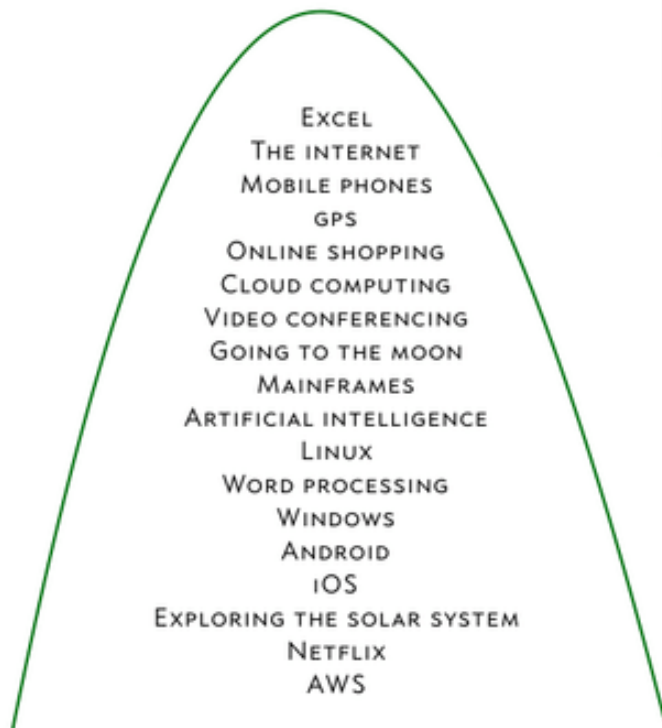 Excel
The internet
Mobile phones
GPS
Online shopping
Cloud computing
Video conferencing
Going to the moon
Mainframes
Artificial intelligence
Linux
Word processing
Windows
Android
iOS
Exploring the solar system
Netflix
AWS